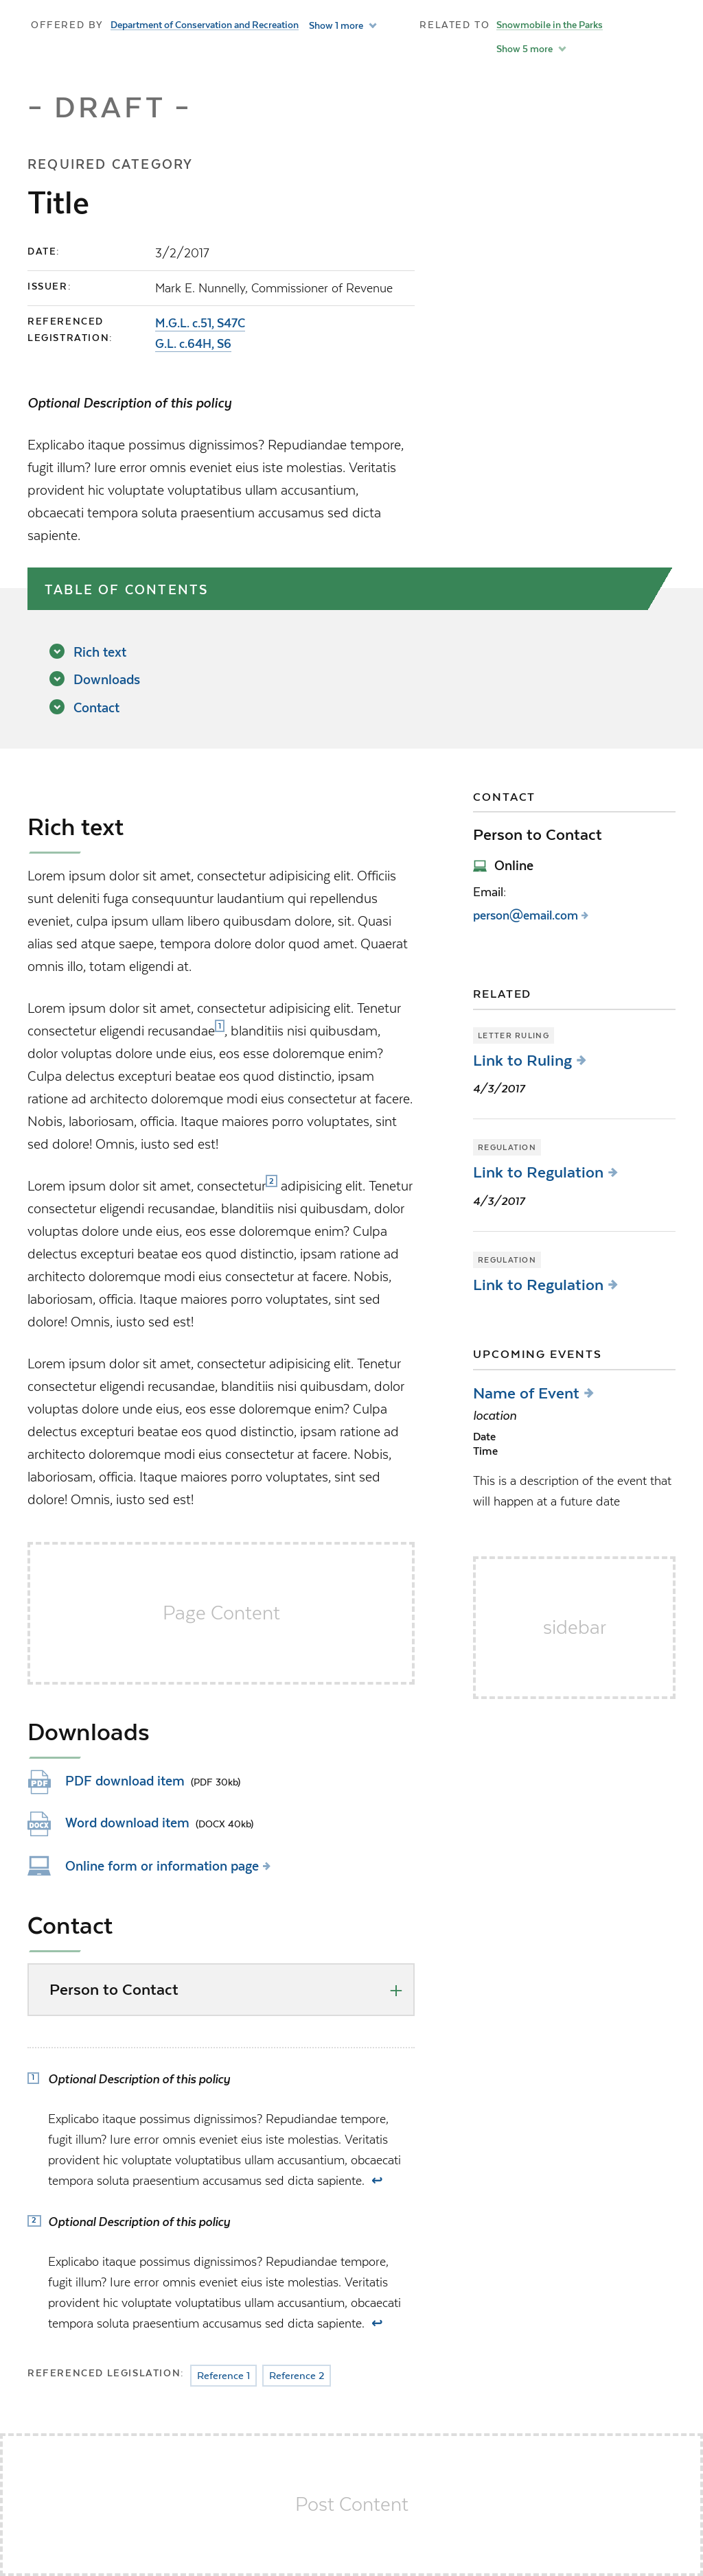 OFFERED BY Department of Conservation and Recreation Show 1 more
RELATED TO Snowmobile in the Parks
Show 5 more
– DRAFT –
REQUIRED CATEGORY
Title
DATE: 3/2/2017
ISSUER: Mark E. Nunnelly, Commissioner of Revenue
REFERENCED LEGISTRATION: M.G.L. c.51, S47C
G.L. c.64H, S6
Optional Description of this policy
Explicabo itaque possimus dignissimos? Repudiandae tempore,
fugit illum? Iure error omnis eveniet eius iste molestias. Veritatis
provident hic voluptate voluptatibus ullam accusantium,
obcaecati tempora soluta praesentium accusamus sed dicta
sapiente.
TABLE OF CONTENTS
Rich text
Downloads
Contact
Rich text
Lorem ipsum dolor sit amet, consectetur adipisicing elit. Officiis
sunt deleniti fuga consequuntur laudantium qui repellendus
eveniet, culpa ipsum ullam libero quibusdam dolore, sit. Quasi
alias sed atque saepe, tempora dolore dolor quod amet. Quaerat
omnis illo, totam eligendi at.
Lorem ipsum dolor sit amet, consectetur adipisicing elit. Tenetur
consectetur eligendi recusandae1, blanditiis nisi quibusdam,
dolor voluptas dolore unde eius, eos esse doloremque enim?
Culpa delectus excepturi beatae eos quod distinctio, ipsam
ratione ad architecto doloremque modi eius consectetur at facere.
Nobis, laboriosam, officia. Itaque maiores porro voluptates, sint
sed dolore! Omnis, iusto sed est!
Lorem ipsum dolor sit amet, consectetur2 adipisicing elit. Tenetur
consectetur eligendi recusandae, blanditiis nisi quibusdam, dolor
voluptas dolore unde eius, eos esse doloremque enim? Culpa
delectus excepturi beatae eos quod distinctio, ipsam ratione ad
architecto doloremque modi eius consectetur at facere. Nobis,
laboriosam, officia. Itaque maiores porro voluptates, sint sed
dolore! Omnis, iusto sed est!
Lorem ipsum dolor sit amet, consectetur adipisicing elit. Tenetur
consectetur eligendi recusandae, blanditiis nisi quibusdam, dolor
voluptas dolore unde eius, eos esse doloremque enim? Culpa
delectus excepturi beatae eos quod distinctio, ipsam ratione ad
architecto doloremque modi eius consectetur at facere. Nobis,
laboriosam, officia. Itaque maiores porro voluptates, sint sed
dolore! Omnis, iusto sed est!
Page Content
Downloads
PDF PDF download item (PDF 30kb)
DOCX Word download item (DOCX 40kb)
Online form or information page
Contact
Person to Contact +
1 Optional Description of this policy
Explicabo itaque possimus dignissimos? Repudiandae tempore,
fugit illum? Iure error omnis eveniet eius iste molestias. Veritatis
provident hic voluptate voluptatibus ullam accusantium, obcaecati
tempora soluta praesentium accusamus sed dicta sapiente. ↩
2 Optional Description of this policy
Explicabo itaque possimus dignissimos? Repudiandae tempore,
fugit illum? Iure error omnis eveniet eius iste molestias. Veritatis
provident hic voluptate voluptatibus ullam accusantium, obcaecati
tempora soluta praesentium accusamus sed dicta sapiente. ↩
REFERENCED LEGISLATION: Reference 1 Reference 2
CONTACT
Person to Contact
Online
Email:
person@email.com
RELATED
LETTER RULING
Link to Ruling
4/3/2017
REGULATION
Link to Regulation
4/3/2017
REGULATION
Link to Regulation
UPCOMING EVENTS
Name of Event
location
Date
Time
This is a description of the event that
will happen at a future date
sidebar
Post Content